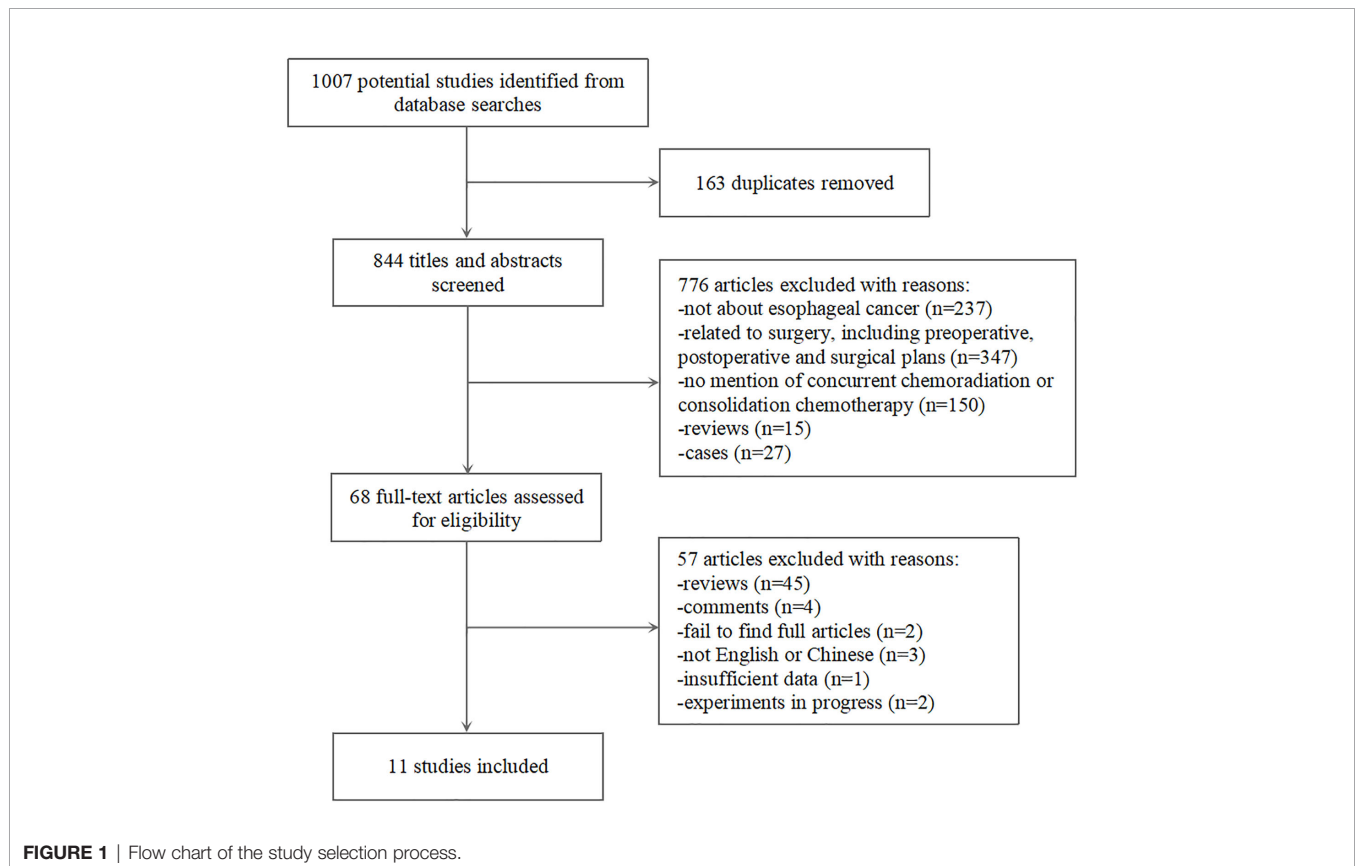 1007 potential studies identified from
database searches
163 duplicates removed
844 titles and abstracts
screened
776 articles excluded with reasons:
-not about esophageal cancer (n=237)
-related to surgery, including preoperative,
postoperative and surgical plans (n=347)
-no mention of concurrent chemoradiation or
consolidation chemotherapy (n=150)
-reviews (n=15)
-cases (n=27)
68 full-text articles assessed
for eligibility
57 articles excluded with reasons:
-reviews (n=45)
-comments (n=4)
-fail to find full articles (n=2)
-not English or Chinese (n=3)
-insufficient data (n=1)
-experiments in progress (n=2)
11 studies included
FIGURE 1 | Flow chart of the study selection process.